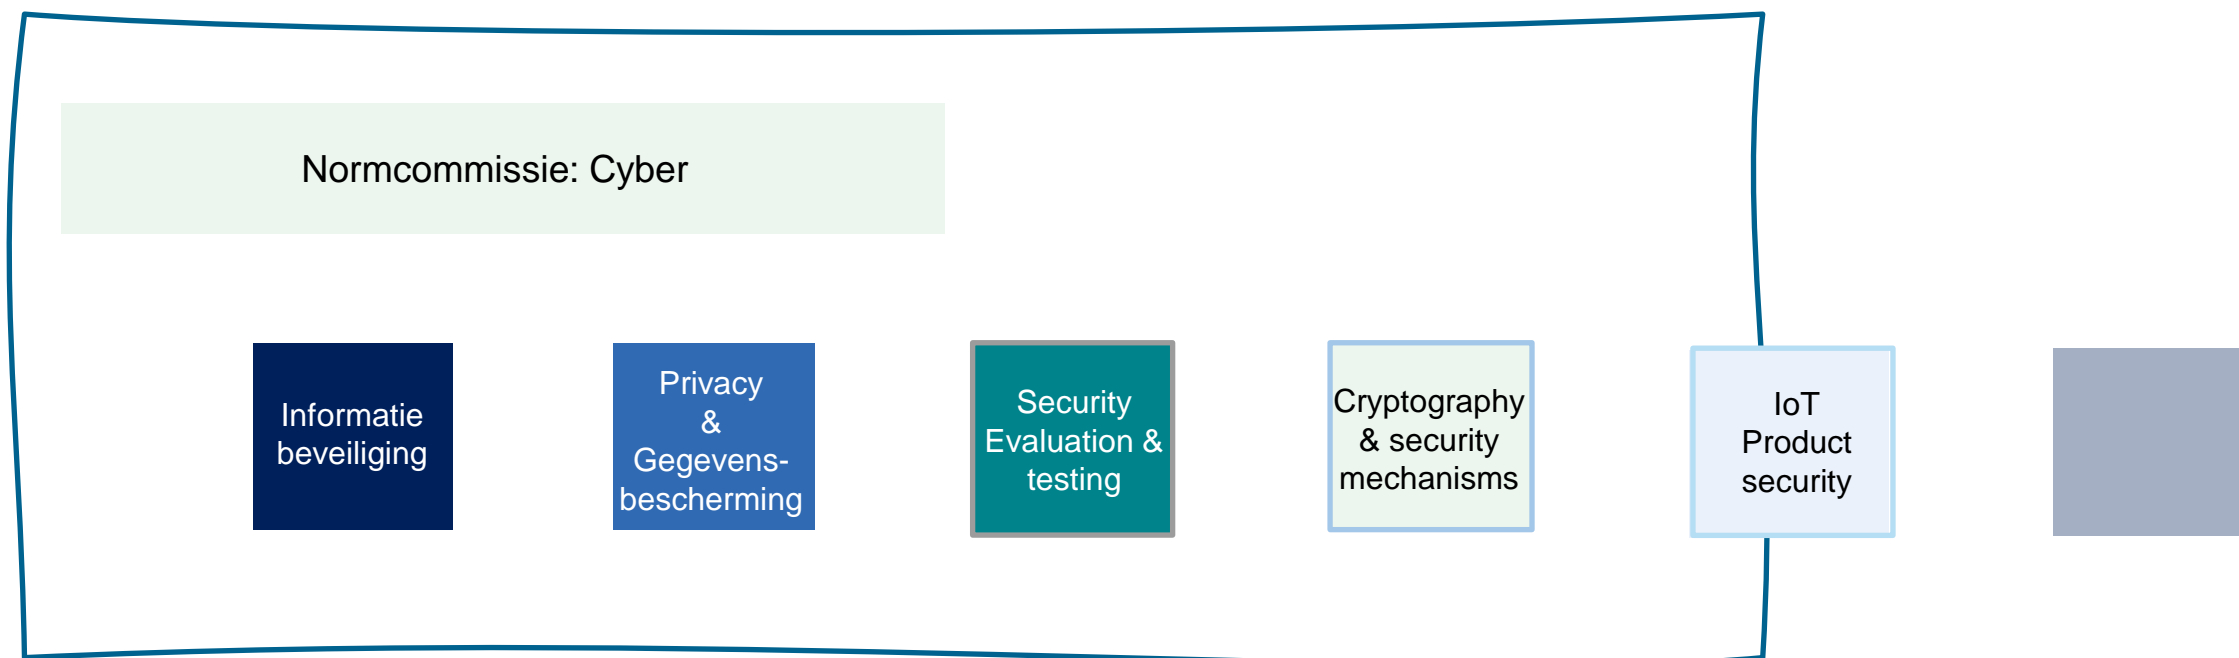 Normcommissie: Cyber
Informatie
beveiliging
Privacy
&
Gegevens-
bescherming
Security
Evaluation &
testing
Cryptography
& security
mechanisms
IoT
Product
security